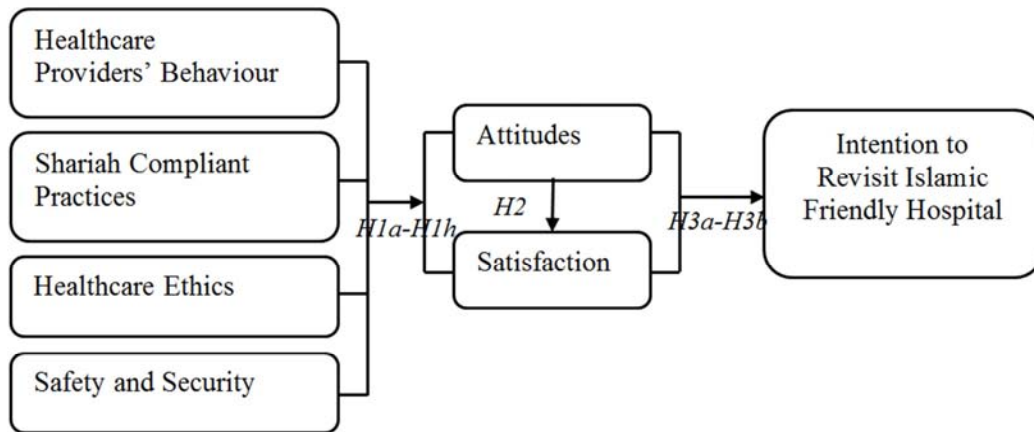 Healthcare
Providers’ Behaviour
Shariah Compliant
Practices
Healthcare Ethics
Safety and Security
H1a-H1h
Attitudes
H2
Satisfaction
H3a-H3b
Intention to
Revisit Islamic
Friendly Hospital